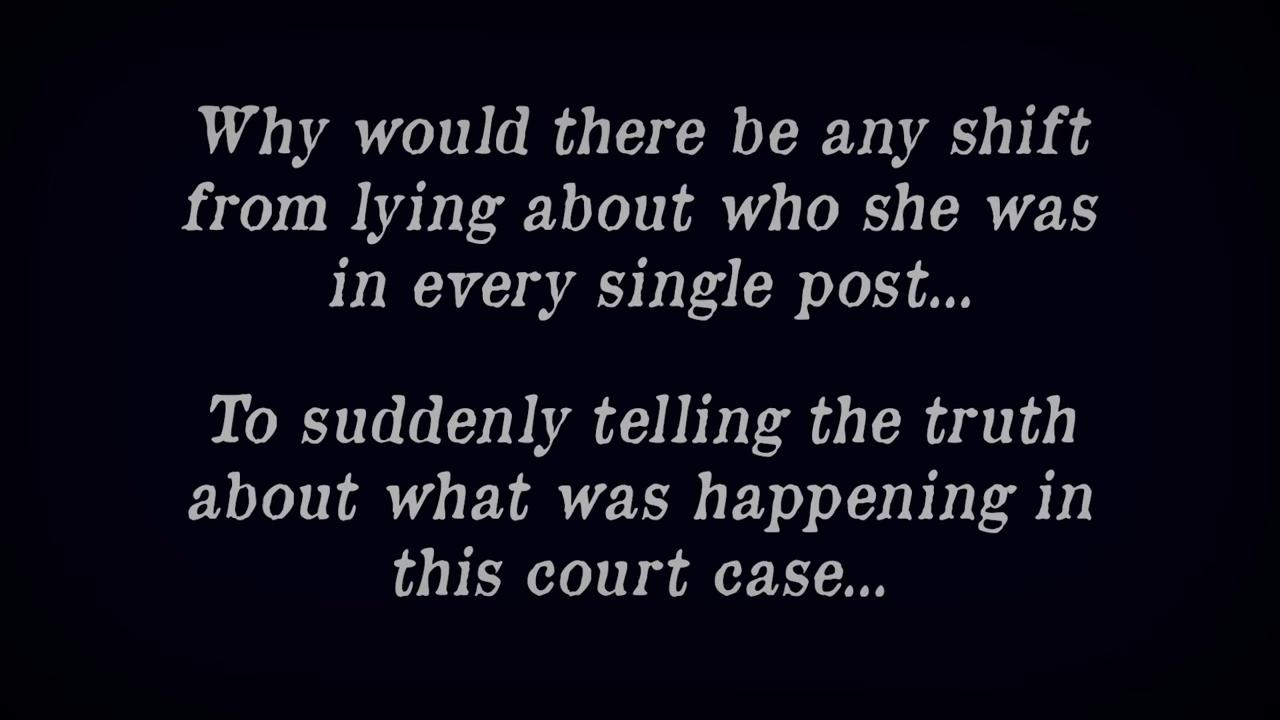 Why would there be any shift
from lying about who she was
in every single post...
To suddenly telling the truth
about what was happening in
this court case...